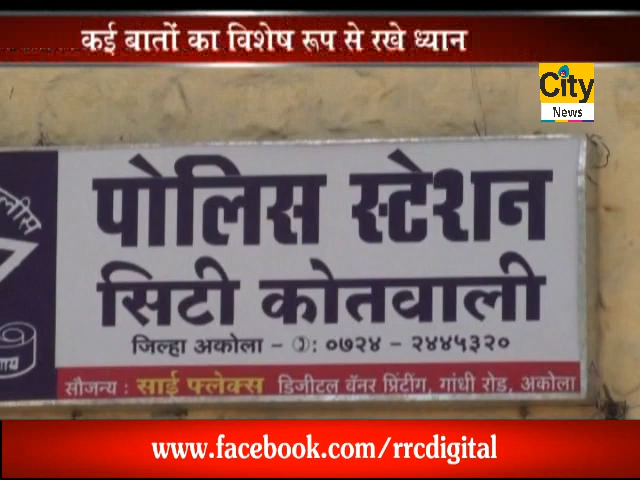 कई बातों का विशेष रूप से रखे ध्यान
City
News
पोलिस स्टेशन
सिटी कोतवाली
जिल्हा अकोला - : ०७२४ - २४४५३२०
सौजन्य : साई फ्लेक्स डिजीटल बॅनर प्रिंटींग, गांधी रोड, अकोला
www.facebook.com/rrcdigital